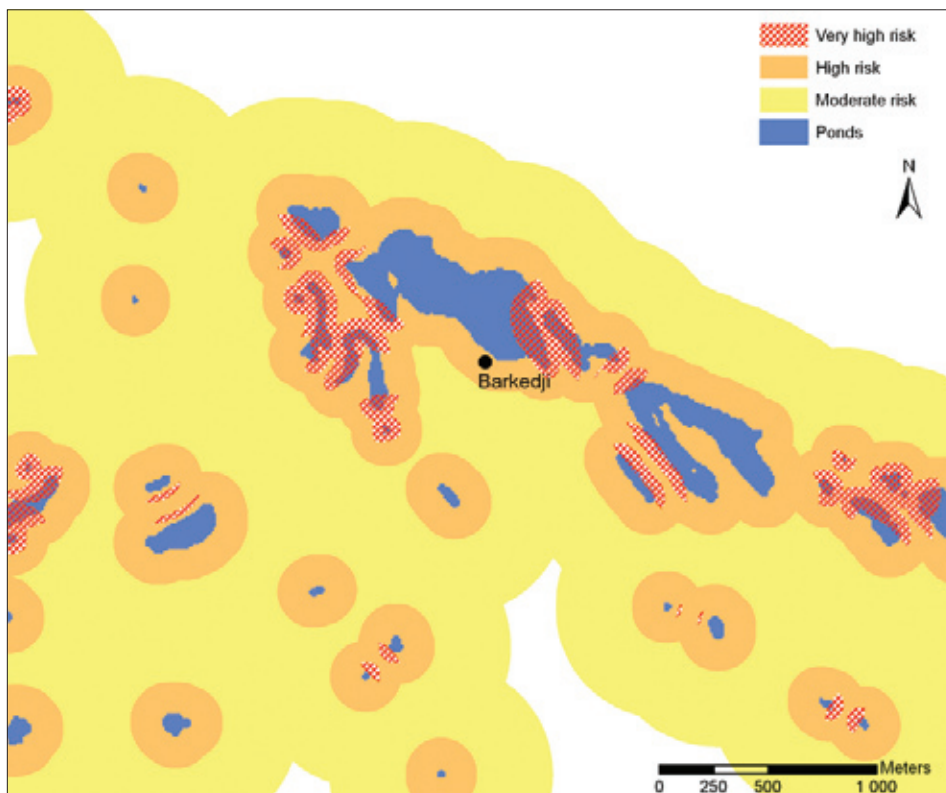 Very high risk
High risk
Moderate risk
Ponds
N
Barkedji
Meters
0 250 500 1 000